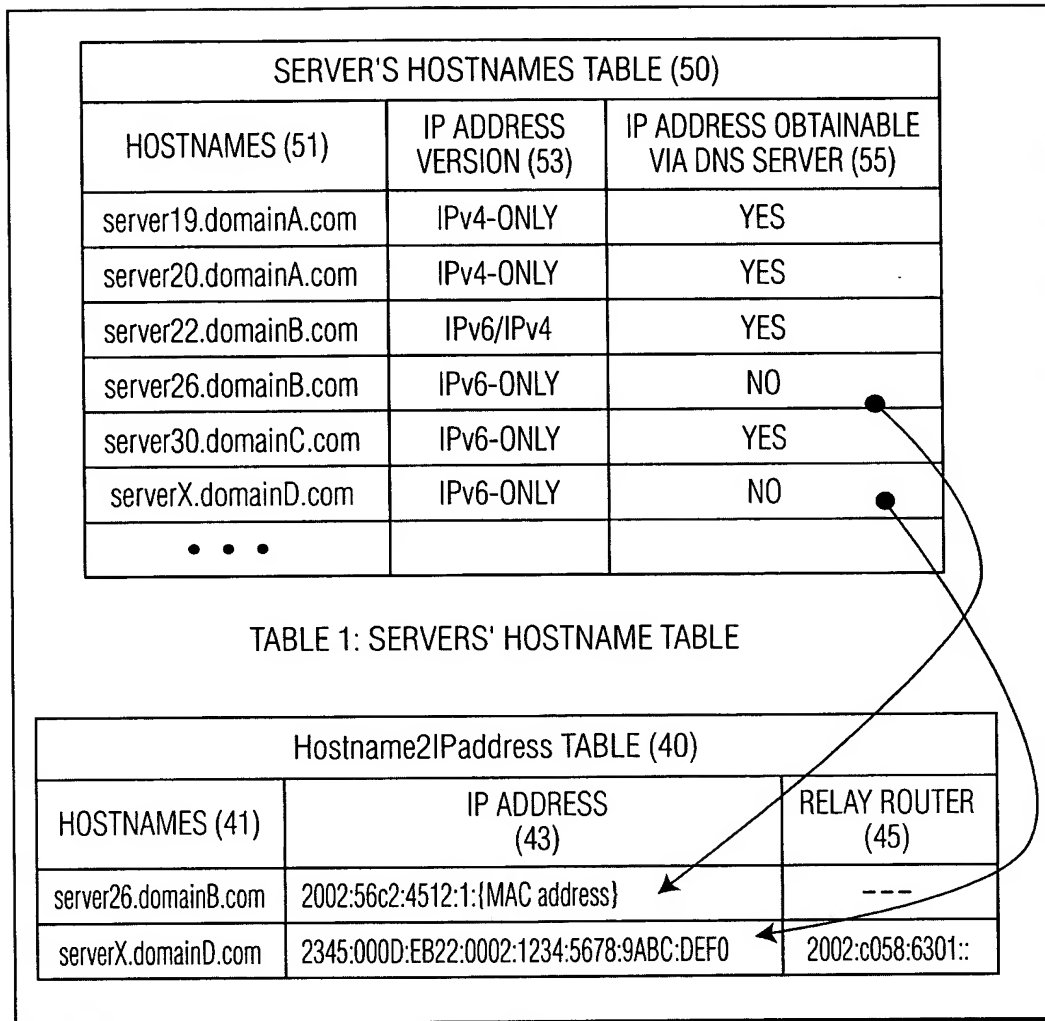 SERVER'S HOSTNAMES TABLE (50)
HOSTNAMES (51) IP ADDRESS VERSION (53) IP ADDRESS OBTAINABLE VIA DNS SERVER (55)
server19.domainA.com IPv4-ONLY YES
server20.domainA.com IPv4-ONLY YES
server22.domainB.com IPv6/IPv4 YES
server26.domainB.com IPv6-ONLY NO
server30.domainC.com IPv6-ONLY YES
serverX.domainD.com IPv6-ONLY NO
• • •
TABLE 1: SERVERS' HOSTNAME TABLE
Hostname2IPaddress TABLE (40)
HOSTNAMES (41) IP ADDRESS (43) RELAY ROUTER (45)
server26.domainB.com 2002:56c2:4512:1:{MAC address} ---
serverX.domainD.com 2345:000D:EB22:0002:1234:5678:9ABC:DEF0 2002:c058:6301::